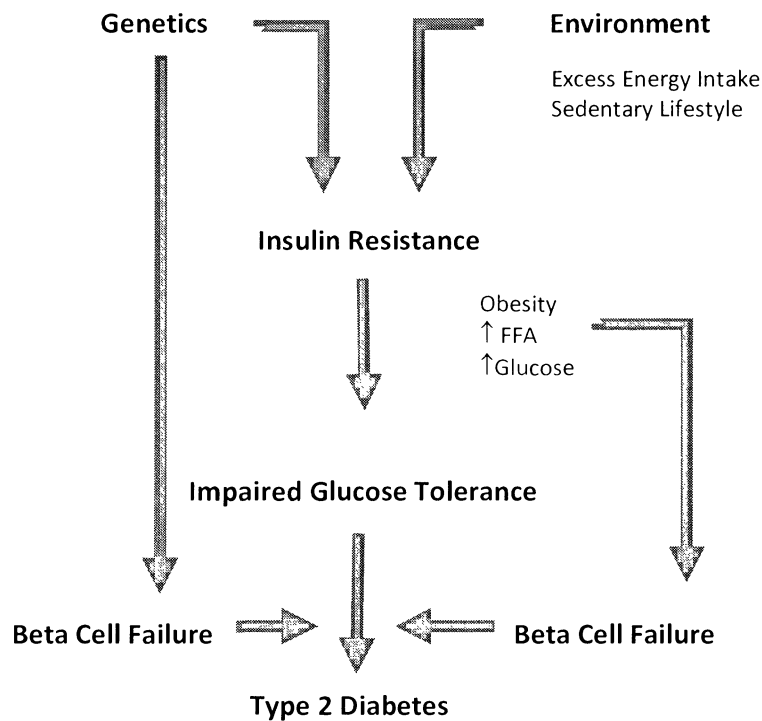 Genetics
Environment
Excess Energy Intake
Sedentary Lifestyle
Insulin Resistance
Obesity
↑ FFA
↑Glucose
Impaired Glucose Tolerance
Beta Cell Failure
Beta Cell Failure
Type 2 Diabetes